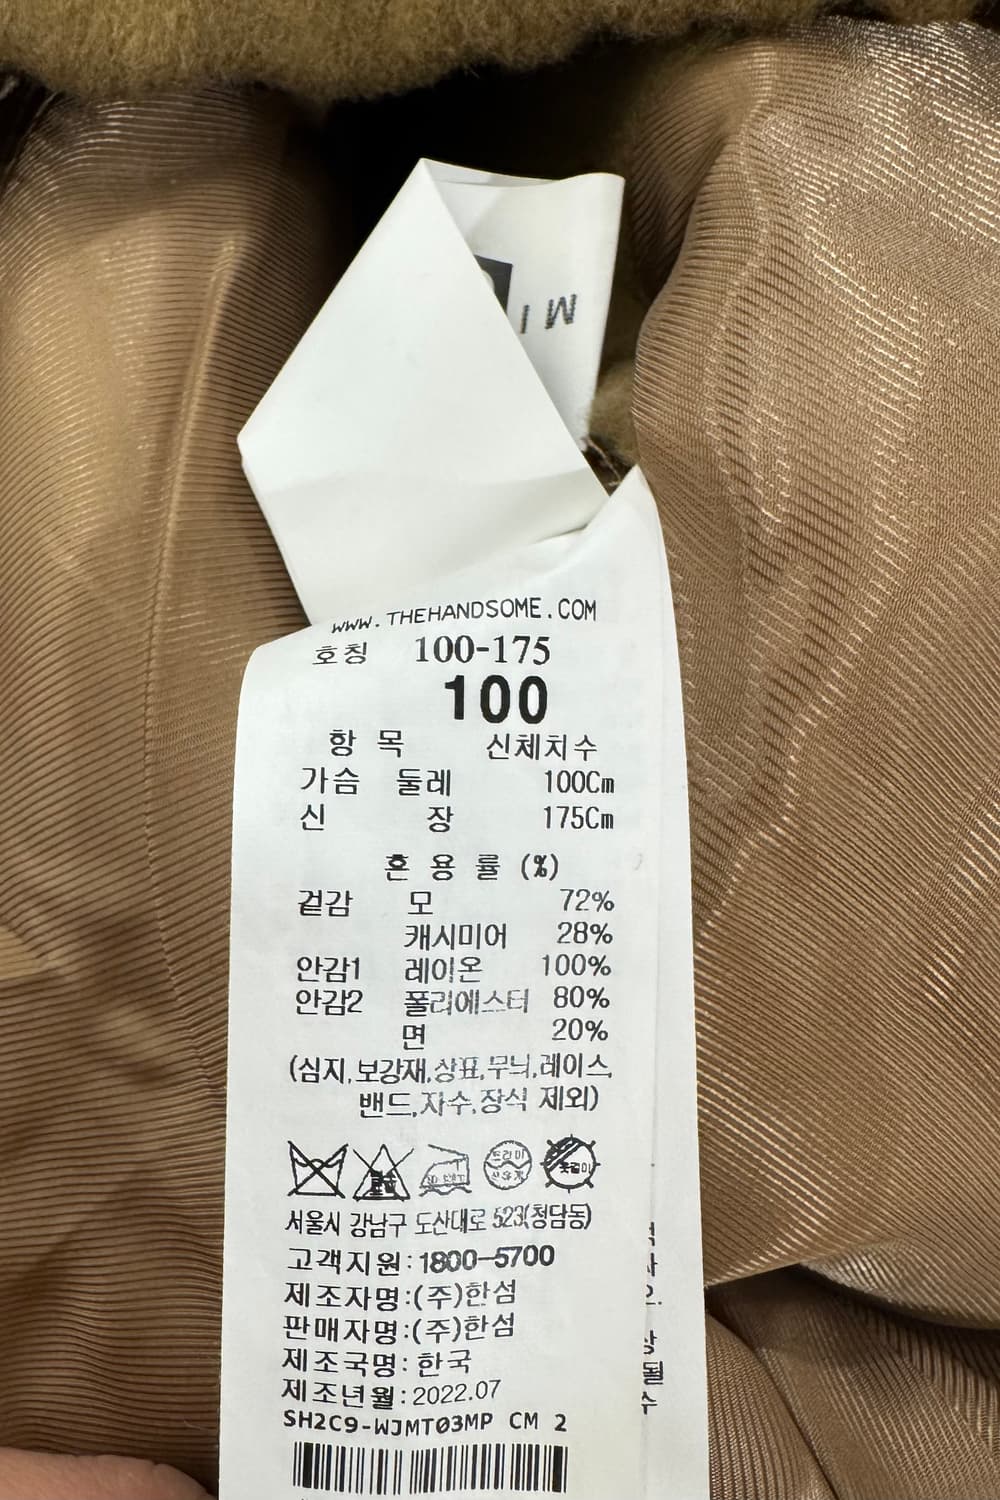 WWW.THEHANDSOME.COM
호칭 100-175
100
항 목 신체치수
가슴 둘레 100Cm
신 장 175Cm
혼 용 률 (%)
겉감 모 72%
캐시미어 28%
안감1 레이온 100%
안감2 폴리에스터 80%
면 20%
(심지,보강재,상표,무늬,레이스,
밴드,자수,장식 제외)
서울시 강남구 도산대로 523(청담동)
고객지원:1800-5700
제조자명:(주)한섬
판매자명:(주)한섬
제조국명: 한국
제조년월:2022.07
SH2C9-WJMT03MP CM 2